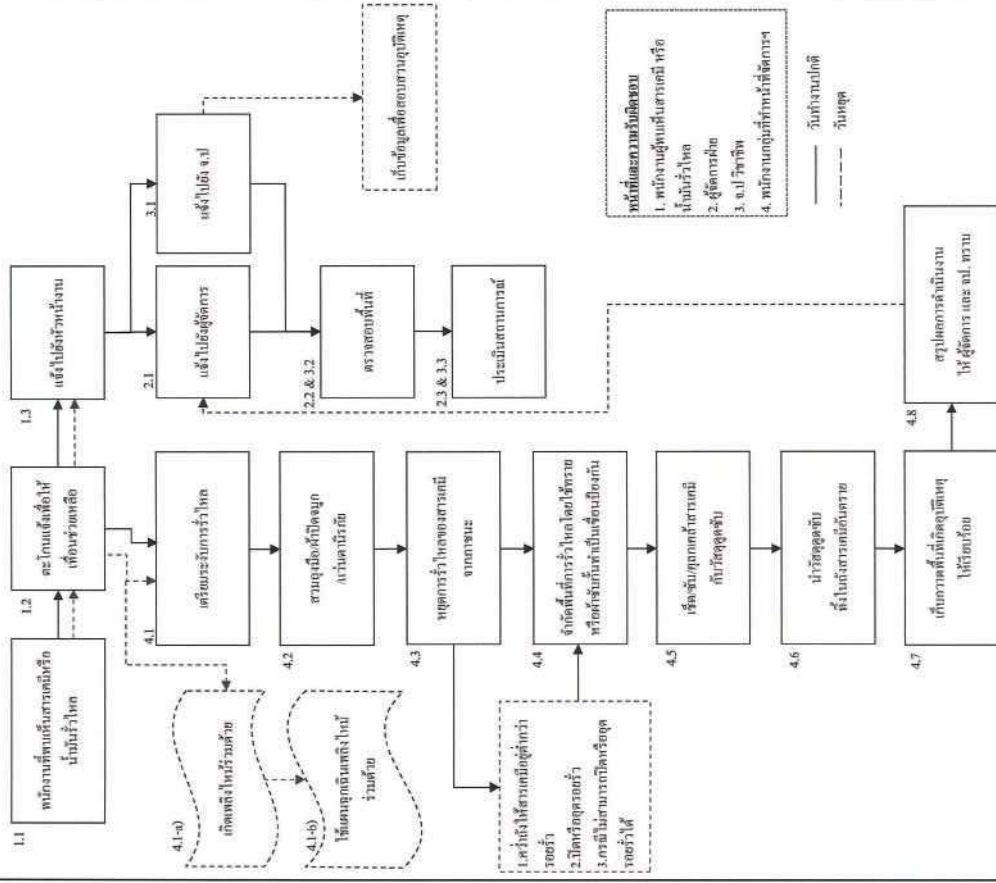 1.1
พนักงานที่พบเห็นสารเคมีหรือ
น้ำมันรั่วไหล
1.2
ตะโกนแจ้งเพื่อให้
เพื่อนช่วยเหลือ
1.3
แจ้งไปยังหัวหน้างาน
2.1
แจ้งไปยังผู้จัดการ
3.1
แจ้งไปยัง จ.ป
เก็บข้อมูลเพื่อสอบสวนอุบัติเหตุ
2.2 & 3.2
ตรวจสอบพื้นที่
2.3 & 3.3
ประเมินสถานการณ์
4.1-a)
เกิดเพลิงไหม้ร่วมด้วย
4.1-b)
ใช้แผนฉุกเฉินเพลิงไหม้
ร่วมด้วย
4.1
เตรียมระงับการรั่วไหล
4.2
สวมถุงมือ/ผ้าปิดจมูก
/แว่นตานิรภัย
4.3
หยุดการรั่วไหลของสารเคมี
จากภาชนะ
1.คว่ำถังให้สารเคมีอยู่ต่ำกว่า
รอยรั่ว
2.ปิดหรืออุดรอยรั่ว
3.กรณีไม่สามารถปิดหรืออุด
รอยรั่วได้
4.4
จำกัดพื้นที่การรั่วไหลโดยใช้ทราย
หรือผ้าซับกั้นทำเป็นเขื่อนป้องกัน
4.5
เช็ด/ซับ/คลุกเคล้าสารเคมี
กับวัสดุดูดซับ
4.6
นำวัสดุดูดซับ
ทิ้งในถังสารเคมีอันตราย
4.7
เก็บกวาดพื้นที่เกิดอุบัติเหตุ
ให้เรียบร้อย
4.8
สรุปผลการดำเนินงาน
ให้ ผู้จัดการ และ จป. ทราบ
หน้าที่และความรับผิดชอบ
1. พนักงานผู้พบเห็นสารเคมี หรือ
น้ำมันรั่วไหล
2. ผู้จัดการฝ่าย
3. จ.ป วิชาชีพ
4. พนักงานกลุ่มที่ทำหน้าที่จัดการฯ
วันทำงานปกติ
วันหยุด